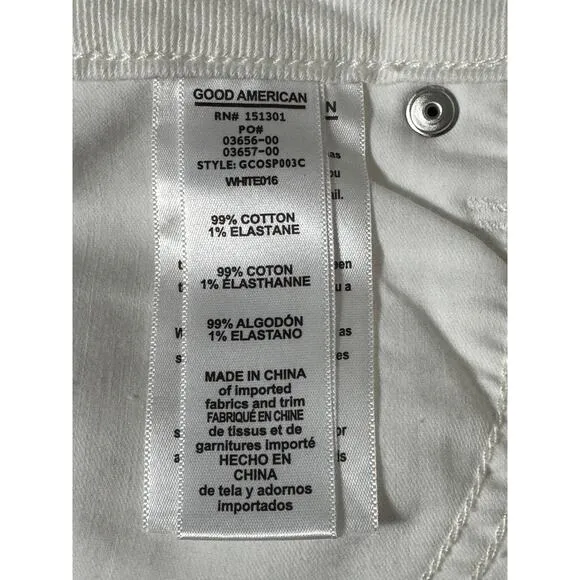 GOOD AMERICAN
RN# 151301
PO#
03656-00
03657-00
STYLE: GCOSP003C
WHITE016
99% COTTON
1% ELASTANE
99% COTON
1% ÉLASTHANNE
99% ALGODÓN
1% ELASTANO
MADE IN CHINA
of imported
fabrics and trim
FABRIQUÉ EN CHINE
de tissus et de
garnitures importé
HECHO EN
CHINA
de tela y adornos
importados